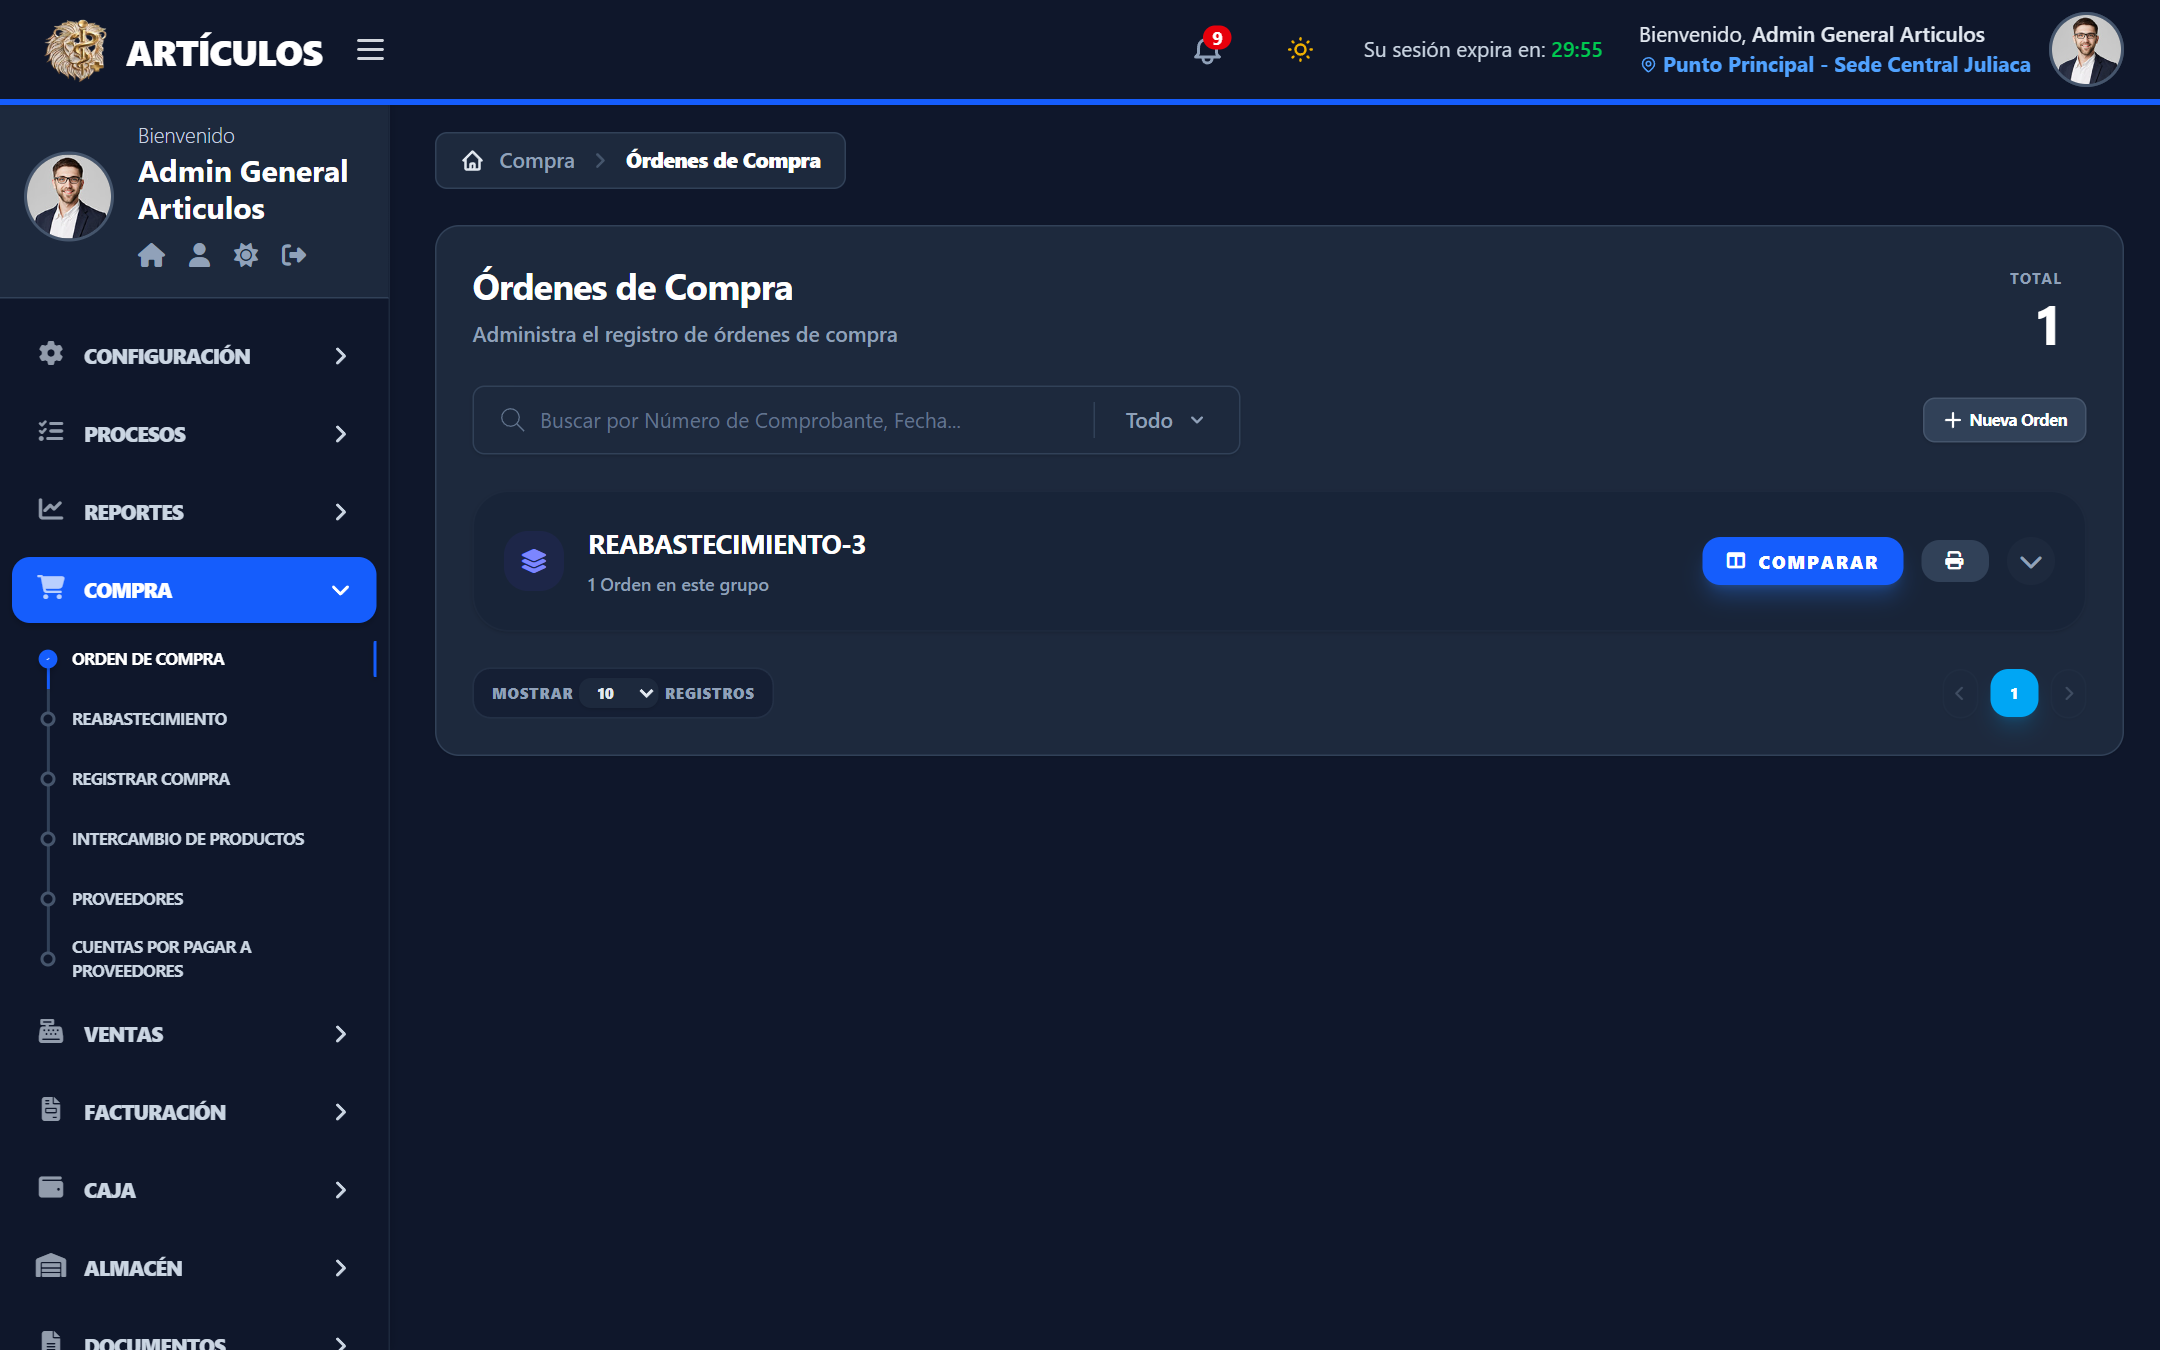 ARTÍCULOS
9
Su sesión expira en: 29:55
Bienvenido, Admin General Articulos
Punto Principal - Sede Central Juliaca
Bienvenido
Admin General
Articulos
CONFIGURACIÓN
PROCESOS
REPORTES
COMPRA
ORDEN DE COMPRA
REABASTECIMIENTO
REGISTRAR COMPRA
INTERCAMBIO DE PRODUCTOS
PROVEEDORES
CUENTAS POR PAGAR A
PROVEEDORES
VENTAS
FACTURACIÓN
CAJA
ALMACÉN
DOCUMENTOS
Compra
Órdenes de Compra
Órdenes de Compra
Administra el registro de órdenes de compra
TOTAL
1
Buscar por Número de Comprobante, Fecha...
Todo
Nueva Orden
REABASTECIMIENTO-3
1 Orden en este grupo
COMPARAR
MOSTRAR 10 REGISTROS
1